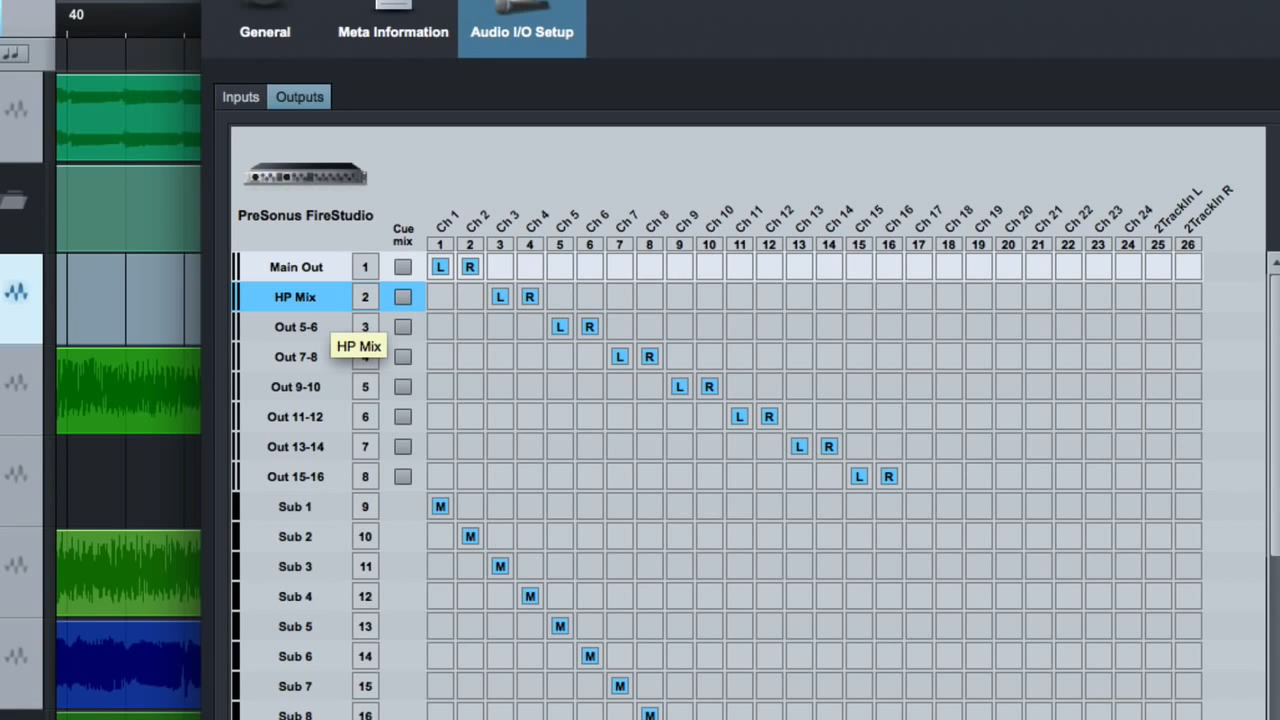 40
General Meta Information Audio I/O Setup
Inputs Outputs
PreSonus FireStudio
Cue mix
Ch 1 Ch 2 Ch 3 Ch 4 Ch 5 Ch 6 Ch 7 Ch 8 Ch 9 Ch 10 Ch 11 Ch 12 Ch 13 Ch 14 Ch 15 Ch 16 Ch 17 Ch 18 Ch 19 Ch 20 Ch 21 Ch 22 Ch 23 Ch 24 2TrackIn L 2TrackIn R
1 2 3 4 5 6 7 8 9 10 11 12 13 14 15 16 17 18 19 20 21 22 23 24 25 26
Main Out 1 L R
HP Mix 2 L R
Out 5-6 3 L R
HP Mix
Out 7-8 L R
Out 9-10 5 L R
Out 11-12 6 L R
Out 13-14 7 L R
Out 15-16 8 L R
Sub 1 9 M
Sub 2 10 M
Sub 3 11 M
Sub 4 12 M
Sub 5 13 M
Sub 6 14 M
Sub 7 15 M
Sub 8 16 M